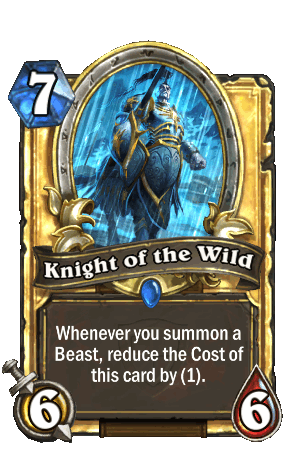 7
Knight of the Wild
Whenever you summon a
Beast, reduce the Cost of
this card by (1).
6 6